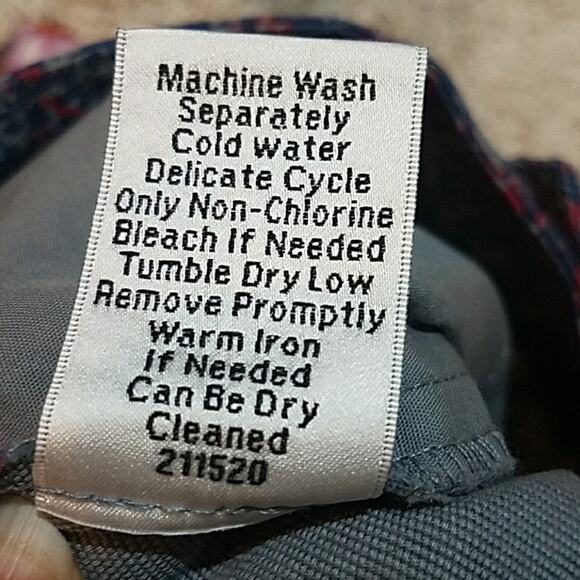 Machine Wash
Separately
Cold water
Delicate Cycle
Only Non-Chlorine
Bleach If Needed
Tumble Dry Low
Remove Promptly
Warm Iron
If Needed
Can Be Dry
Cleaned
211520